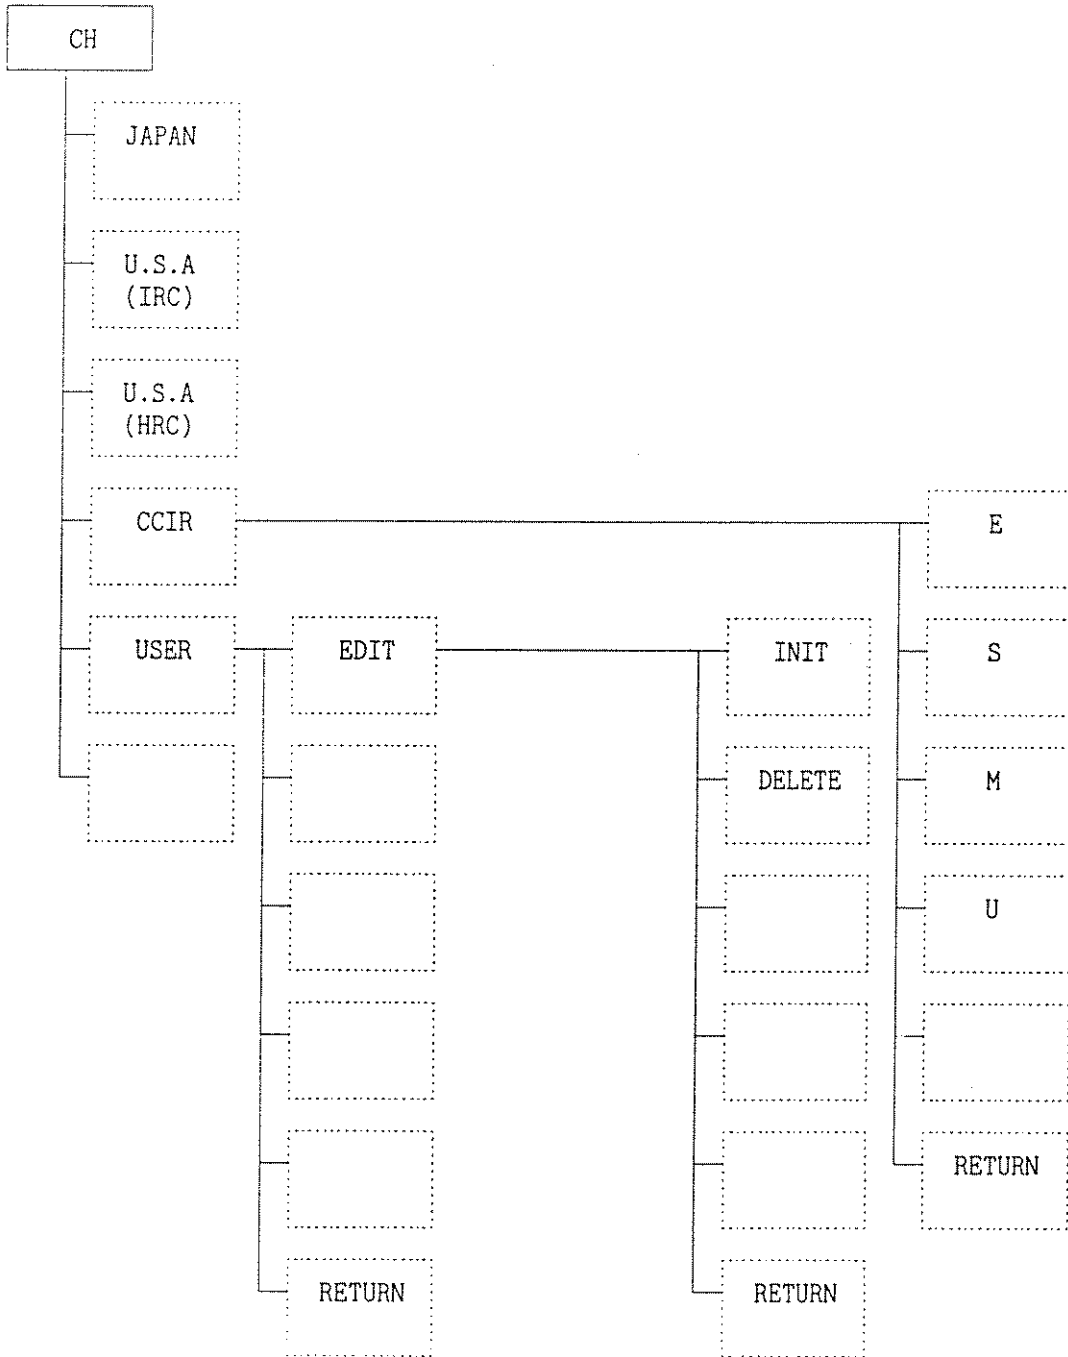 CH
JAPAN
U.S.A
(IRC)
U.S.A
(HRC)
CCIR
E
USER
EDIT
INIT
S
DELETE
M
U
RETURN
RETURN
RETURN